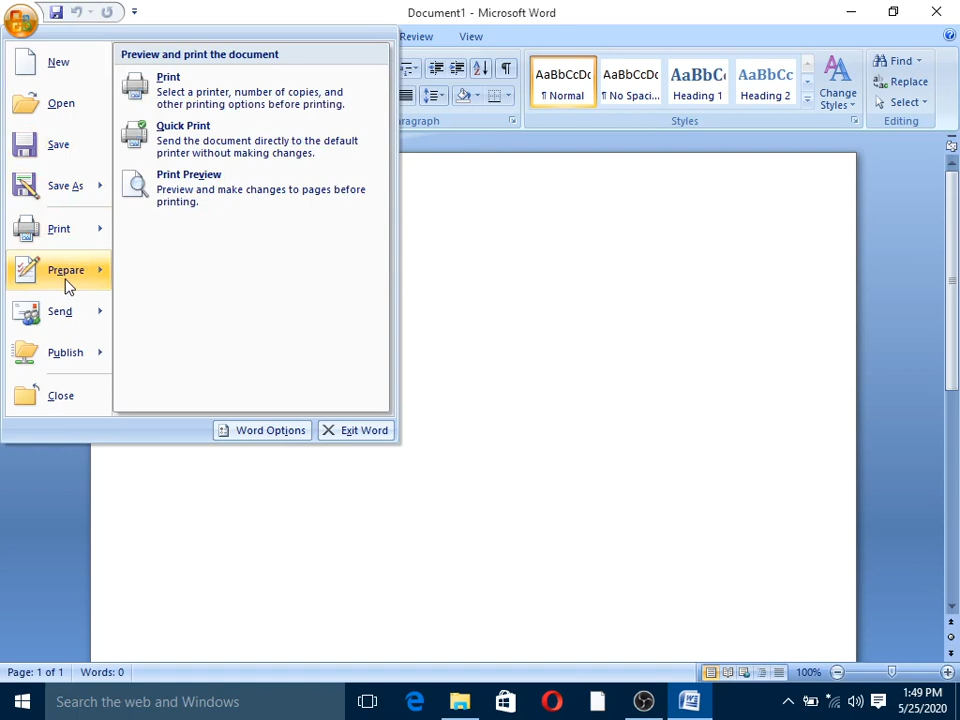 Document1 - Microsoft Word
Review View
New
Open
Save
Save As
Print
Prepare
Send
Publish
Close
Preview and print the document
Print
Select a printer, number of copies, and
other printing options before printing.
Quick Print
Send the document directly to the default
printer without making changes.
Print Preview
Preview and make changes to pages before
printing.
Word Options
Exit Word
AaBbCcDc
¶ Normal
AaBbCcDc
¶ No Spaci...
AaBbCc
Heading 1
AaBbCc
Heading 2
Change
Styles
Find
Replace
Select
Styles
Editing
Page: 1 of 1 Words: 0
100%
Search the web and Windows
1:49 PM
5/25/2020